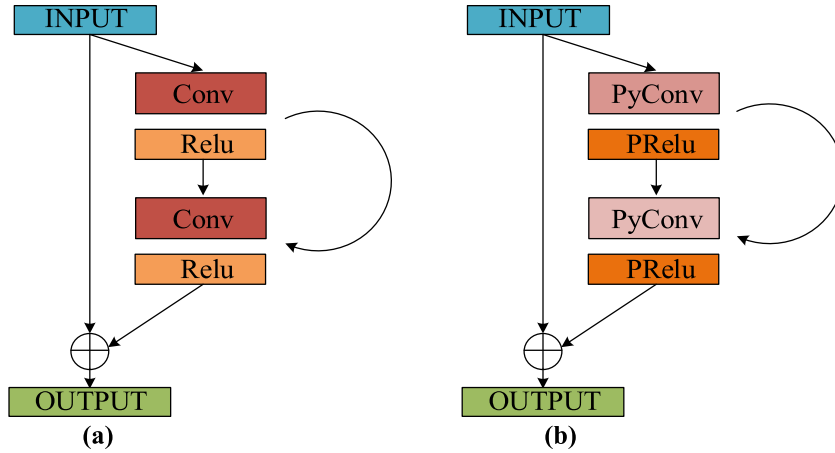 INPUT
Conv
Relu
Conv
Relu
OUTPUT
(a)
INPUT
PyConv
PRelu
PyConv
PRelu
OUTPUT
(b)